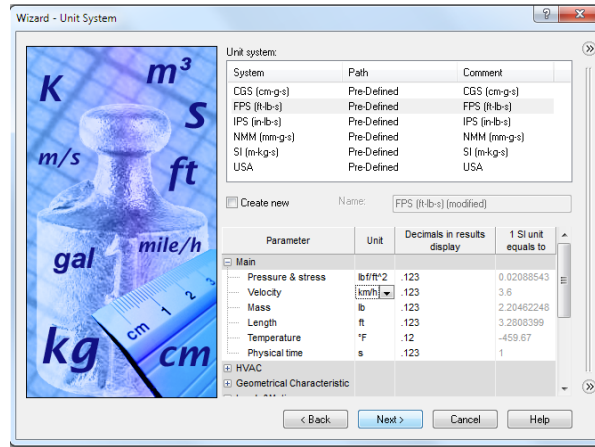 Wizard - Unit System
K
m³
s
m/s
ft
gal
mile/h
cm 1 2 3
kg
cm
Unit system:
System Path Comment
CGS (cm-g-s) Pre-Defined CGS (cm-g-s)
FPS (ft-lb-s) Pre-Defined FPS (ft-lb-s)
IPS (in-lb-s) Pre-Defined IPS (in-lb-s)
NMM (mm-g-s) Pre-Defined NMM (mm-g-s)
SI (m-kg-s) Pre-Defined SI (m-kg-s)
USA Pre-Defined USA
Create new Name: FPS (ft-lb-s) (modified)
Parameter Unit Decimals in results display 1 SI unit equals to
Main
Pressure & stress lbf/ft^2 .123 0.02088543
Velocity km/h .123 3.6
Mass lb .123 2.20462248
Length ft .123 3.2808399
Temperature °F .12 -459.67
Physical time s .123 1
HVAC
Geometrical Characteristic
< Back Next > Cancel Help